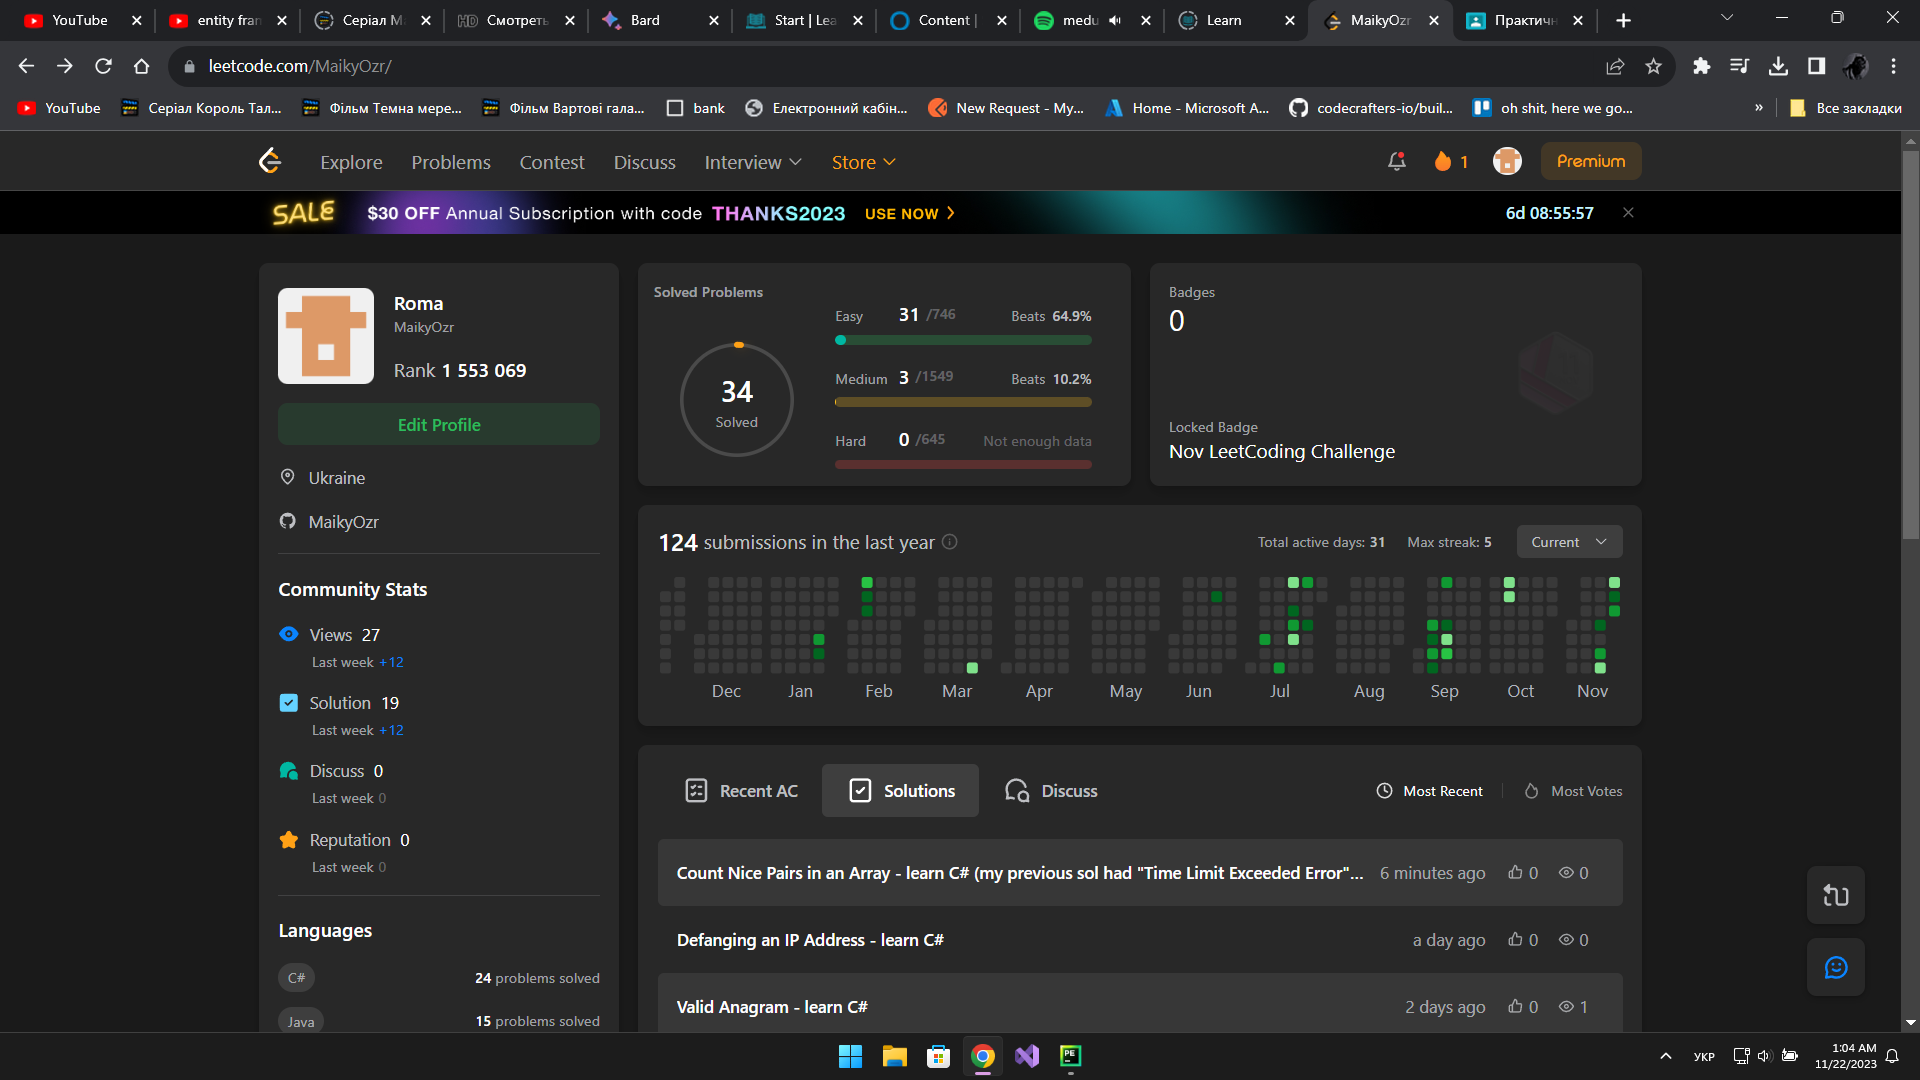 YouTube
entity fran
Серіал М
HD Смотреть
Bard
Start | Lea
Content |
medu
Learn
MaikyOzr
Практичн
leetcode.com/MaikyOzr/
YouTube
Серіал Король Тал...
Фільм Темна мере...
Фільм Вартові гала...
bank
Електронний кабін...
New Request - My...
Home - Microsoft A...
codecrafters-io/buil...
oh shit, here we go...
»
Все закладки
Explore
Problems
Contest
Discuss
Interview
Store
1
Premium
SALE $30 OFF Annual Subscription with code THANKS2023 USE NOW
6d 08:55:57
Roma
MaikyOzr
Rank 1 553 069
Edit Profile
Ukraine
MaikyOzr
Community Stats
Views 27
Last week +12
Solution 19
Last week +12
Discuss 0
Last week 0
Reputation 0
Last week 0
Languages
C# 24 problems solved
Java 15 problems solved
Solved Problems
34
Solved
Easy 31 /746 Beats 64.9%
Medium 3 /1549 Beats 10.2%
Hard 0 /645 Not enough data
Badges
0
Locked Badge
Nov LeetCoding Challenge
124 submissions in the last year
Total active days: 31 Max streak: 5 Current
Dec Jan Feb Mar Apr May Jun Jul Aug Sep Oct Nov
Recent AC
Solutions
Discuss
Most Recent
Most Votes
Count Nice Pairs in an Array - learn C# (my previous sol had "Time Limit Exceeded Error"... 6 minutes ago 0 0
Defanging an IP Address - learn C# a day ago 0 0
Valid Anagram - learn C# 2 days ago 0 1
PE
УКР
1:04 AM
11/22/2023